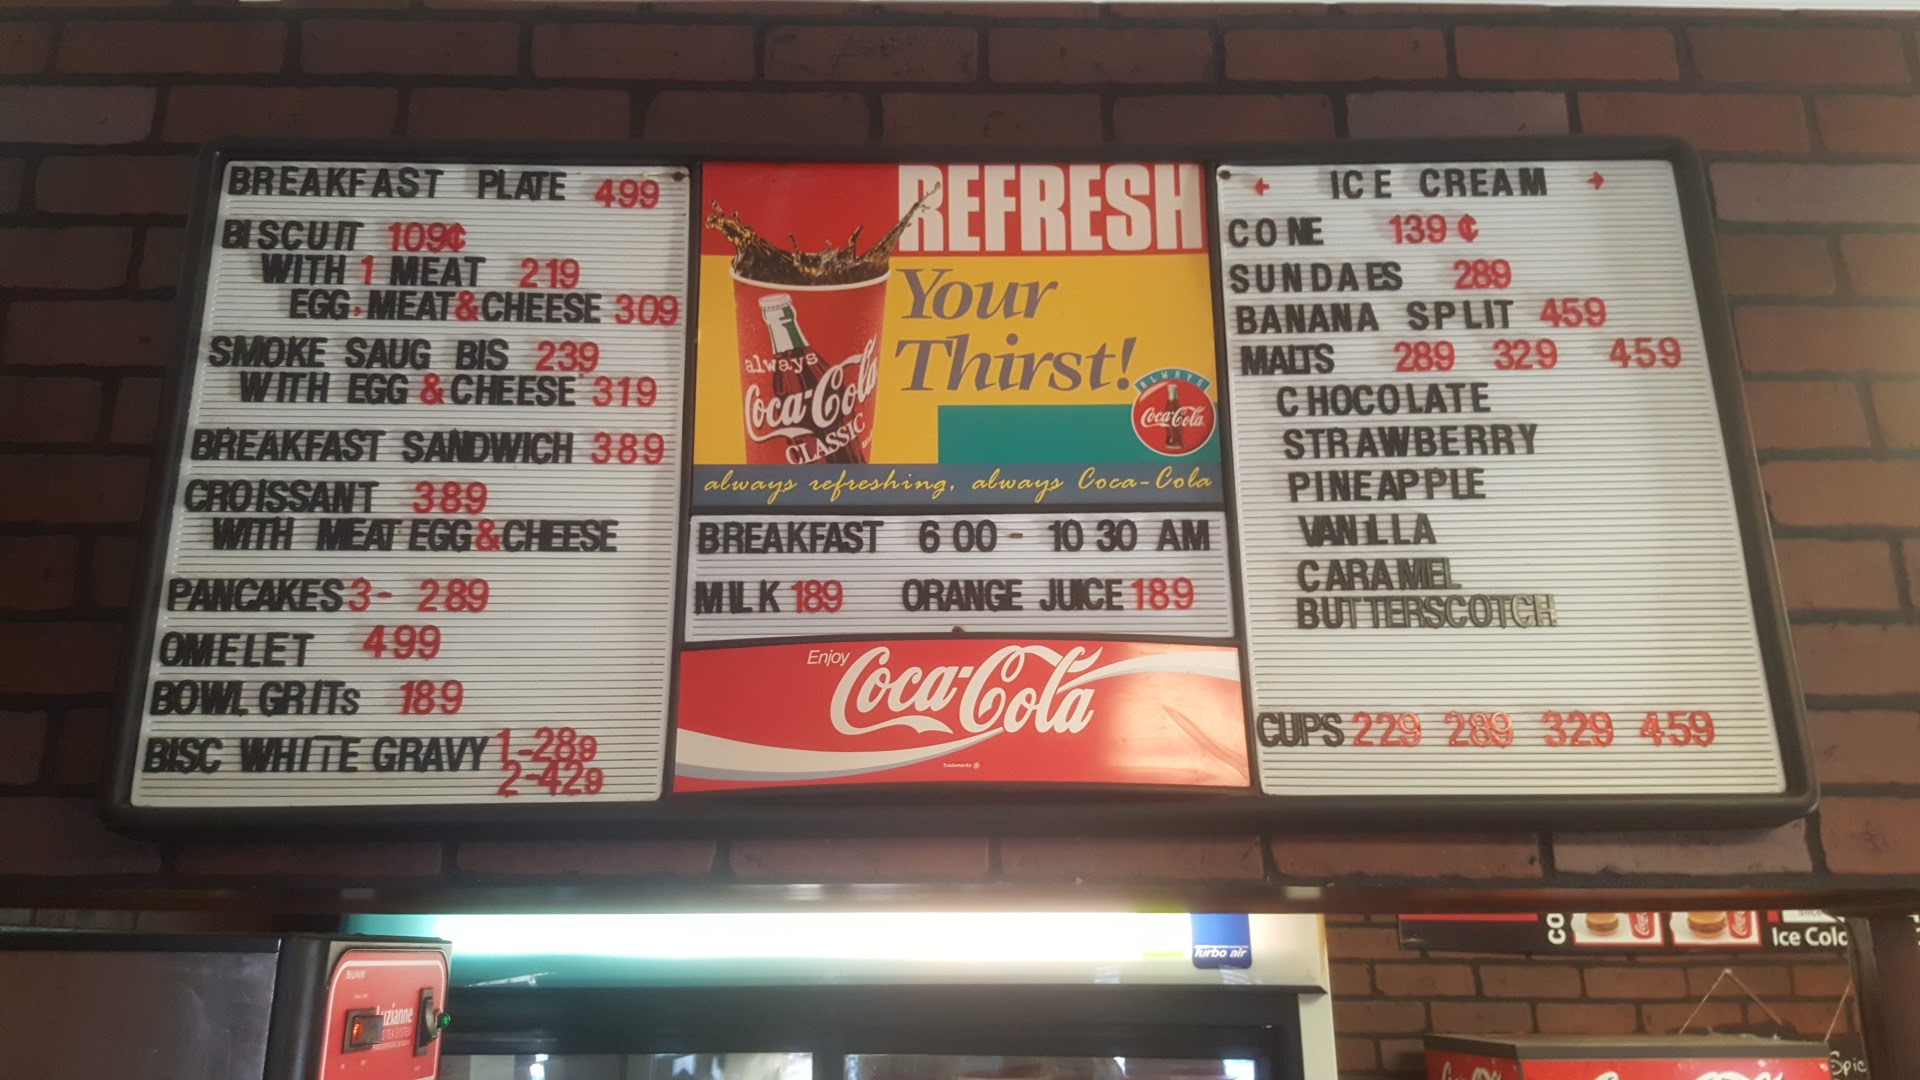 BREAKFAST PLATE 499
BISCUIT 109¢
WITH 1 MEAT 219
EGG, MEAT & CHEESE 309
SMOKE SAUG BIS 239
WITH EGG & CHEESE 319
BREAKFAST SANDWICH 389
CROISSANT 389
WITH MEAT EGG & CHEESE
PANCAKES 3- 289
OMELET 499
BOWL GRITs 189
BISC WHITE GRAVY 1-289
2-429
REFRESH
Your
Thirst!
always
Coca-Cola
CLASSIC
ALWAYS
Coca-Cola
always refreshing, always Coca-Cola
BREAKFAST 6 00 - 10 30 AM
MILK 189 ORANGE JUICE 189
Enjoy
Coca-Cola
Trademark ®
← ICE CREAM →
CONE 139 ¢
SUNDAES 289
BANANA SPLIT 459
MALTS 289 329 459
CHOCOLATE
STRAWBERRY
PINEAPPLE
VANILLA
CARAMEL
BUTTERSCOTCH
CUPS 229 289 329 459
Turbo air
BUNN
CO
Ice Cold
Spic